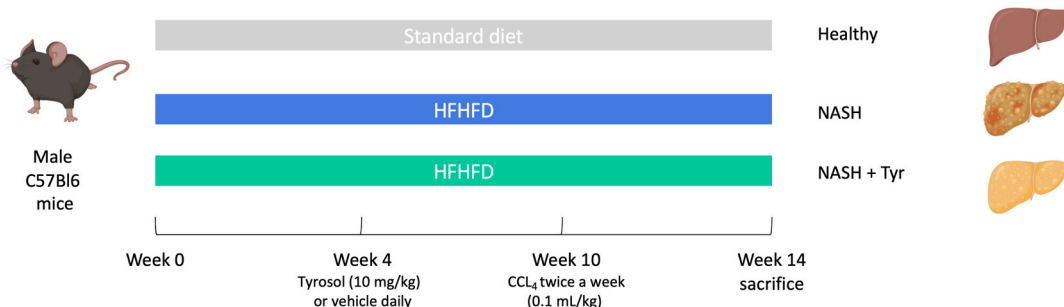 Standard diet
Healthy
HFHFD
NASH
HFHFD
NASH + Tyr
Male
C57Bl6
mice
Week 0
Week 4
Tyrosol (10 mg/kg)
or vehicle daily
Week 10
CCL₄ twice a week
(0.1 mL/kg)
Week 14
sacrifice